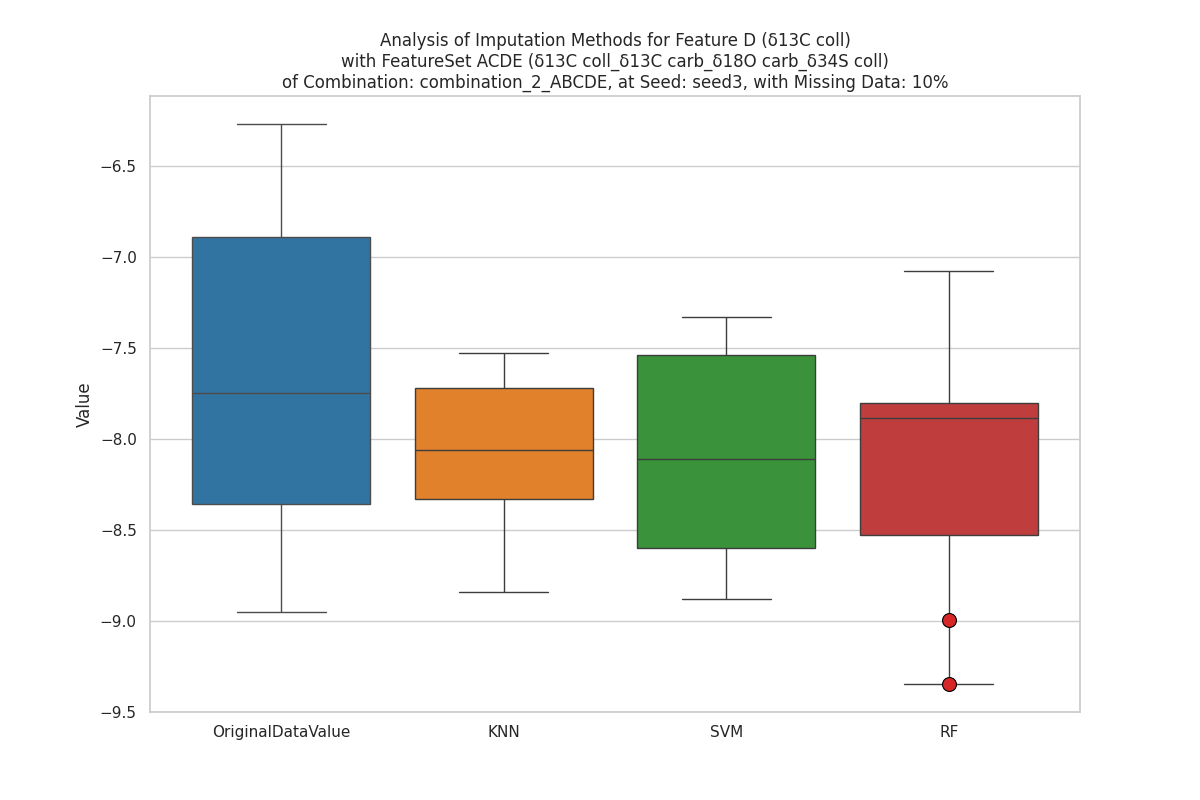 Analysis of Imputation Methods for Feature D (δ13C coll)
with FeatureSet ACDE (δ13C coll_δ13C carb_δ18O carb_δ34S coll)
of Combination: combination_2_ABCDE, at Seed: seed3, with Missing Data: 10%
Value
−6.5
−7.0
−7.5
−8.0
−8.5
−9.0
−9.5
OriginalDataValue
KNN
SVM
RF